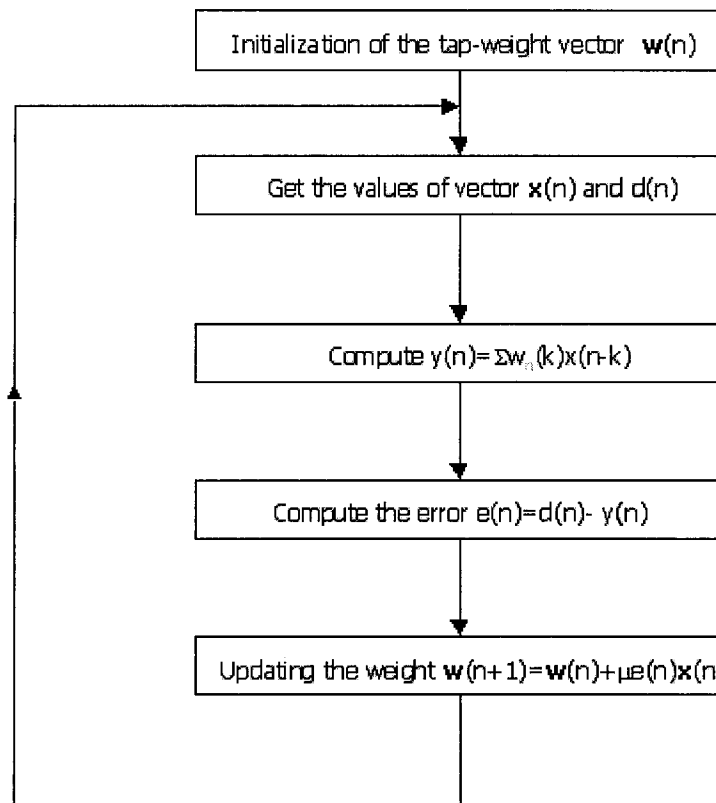 Initialization of the tap-weight vector w(n)
Get the values of vector x(n) and d(n)
Compute y(n)=Σwₙ(k)x(n-k)
Compute the error e(n)=d(n)- y(n)
Updating the weight w(n+1)=w(n)+μe(n)x(n